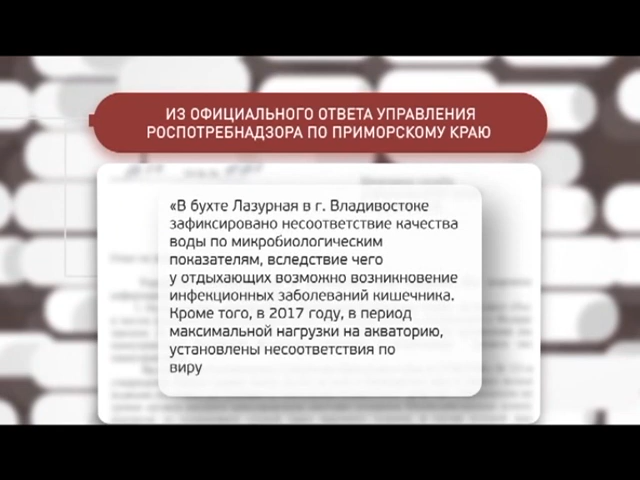 ИЗ ОФИЦИАЛЬНОГО ОТВЕТА УПРАВЛЕНИЯ
РОСПОТРЕБНАДЗОРА ПО ПРИМОРСКОМУ КРАЮ
«В бухте Лазурная в г. Владивостоке
зафиксировано несоответствие качества
воды по микробиологическим
показателям, вследствие чего
у отдыхающих возможно возникновение
инфекционных заболеваний кишечника.
Кроме того, в 2017 году, в период
максимальной нагрузки на акваторию,
установлены несоответствия по
виру